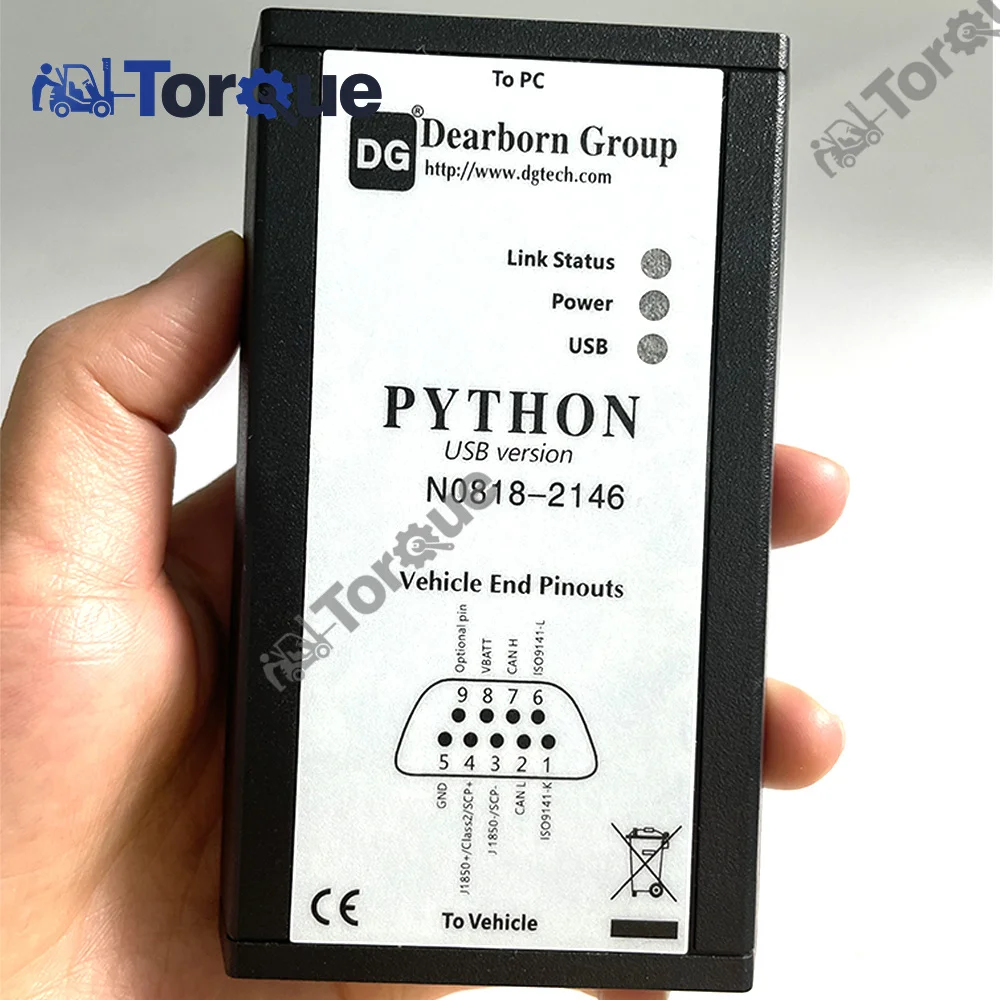 To PC
Torque
Torque
DG® Dearborn Group
http://www.dgtech.com
Link Status
Power
USB
PYTHON
USB version
N0818-2146
Torque
Vehicle End Pinouts
Optional pin
VBATT
CAN H
ISO9141-L
9 8 7 6
5 4 3 2 1
GND
J1850+/Class2/SCP+
J1850-/SCP-
CAN L
ISO9141-K
CE
To Vehicle